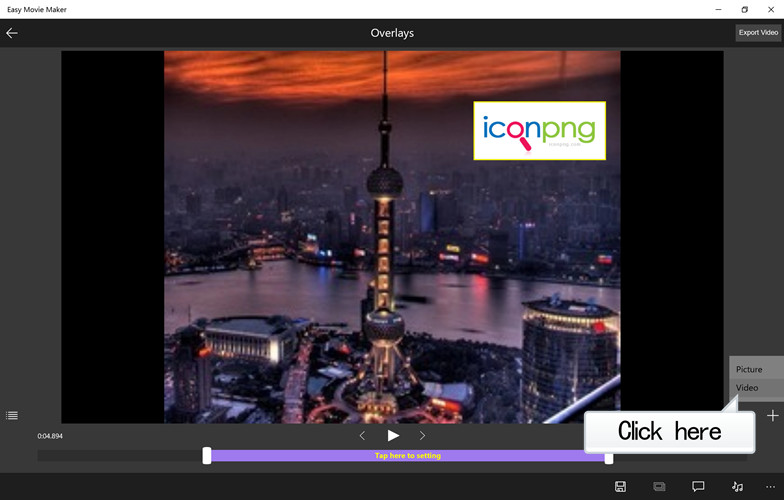 Easy Movie Maker
Overlays
Export Video
iconpng
iconpng.com
Picture
Video
0:04.894
Click here
Tap here to setting